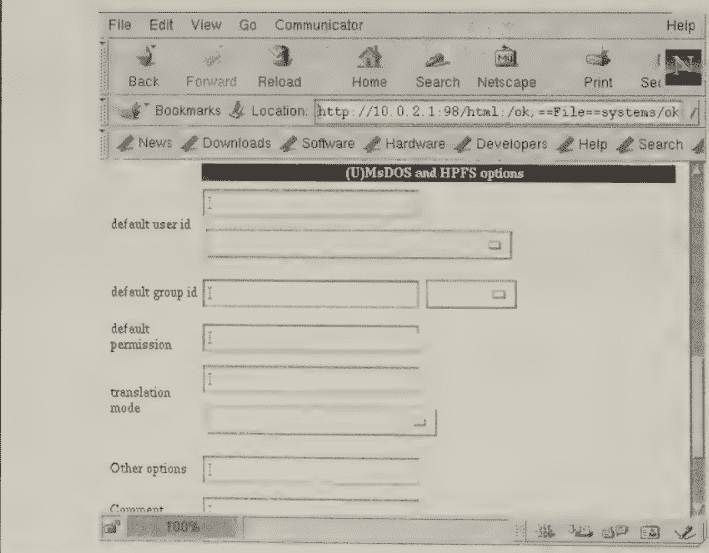 File Edit View Go Communicator Help
Back Forward Reload Home Search Netscape Print
N
Bookmarks Location: http://10.0.2.1:98/html:/ok,==File==systems/ok
News Downloads Software Hardware Developers Help Search
(U)MsDOS and HPFS options
default user id
default group id
default
permission
translation
mode
Other options
Comment
100%